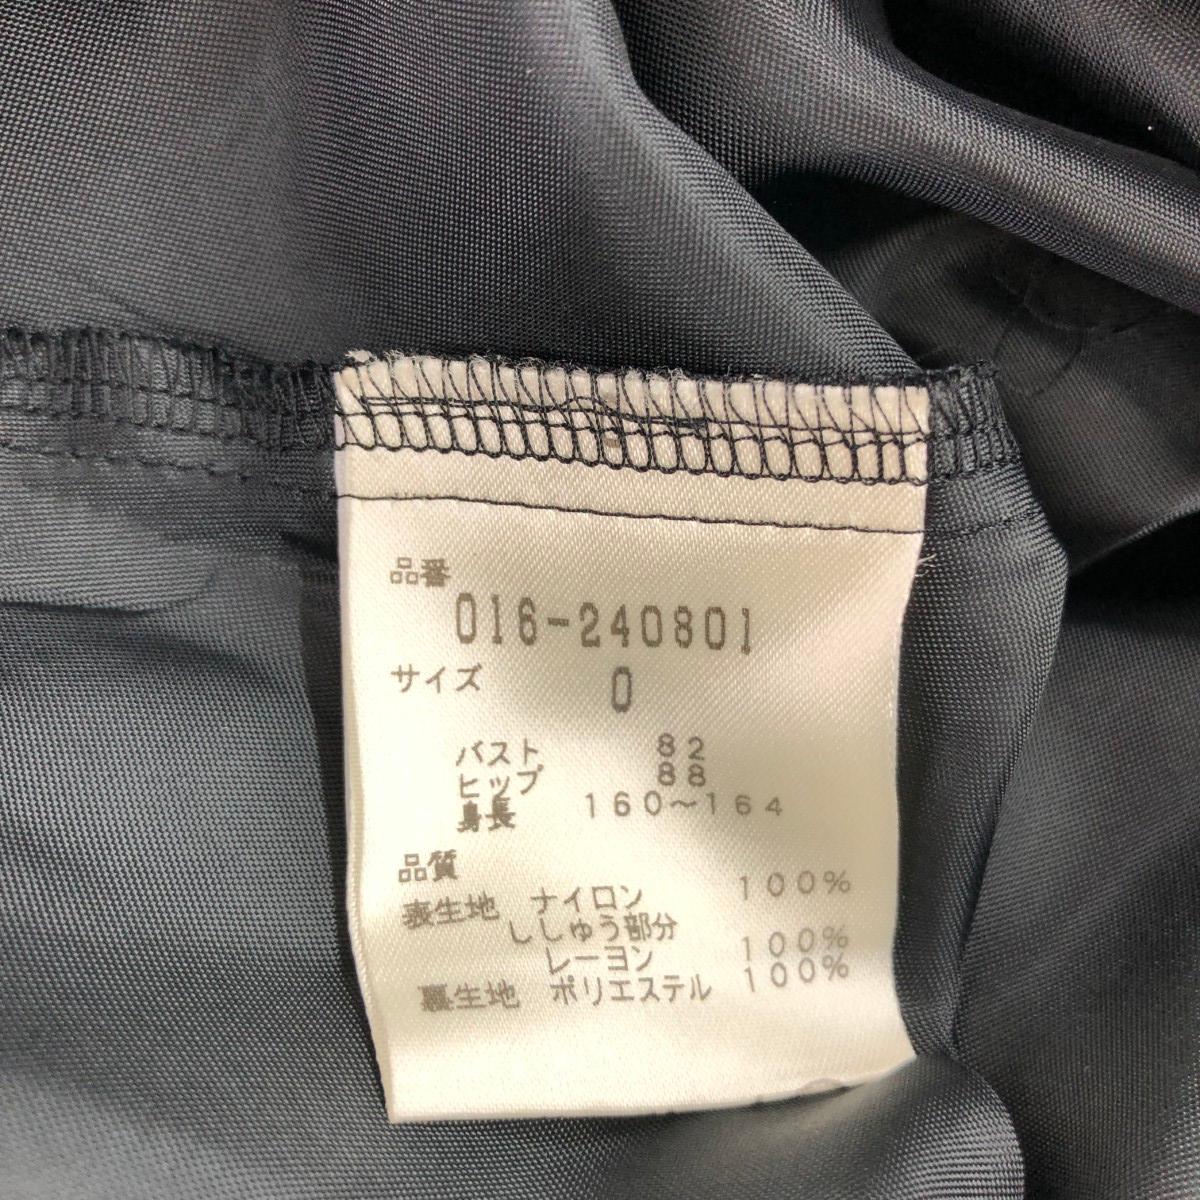 品番
016-240801
サイズ 0
バスト 82
ヒップ 88
身長 160〜164
品質
表生地 ナイロン 100%
ししゅう部分
レーヨン 100%
裏生地 ポリエステル 100%